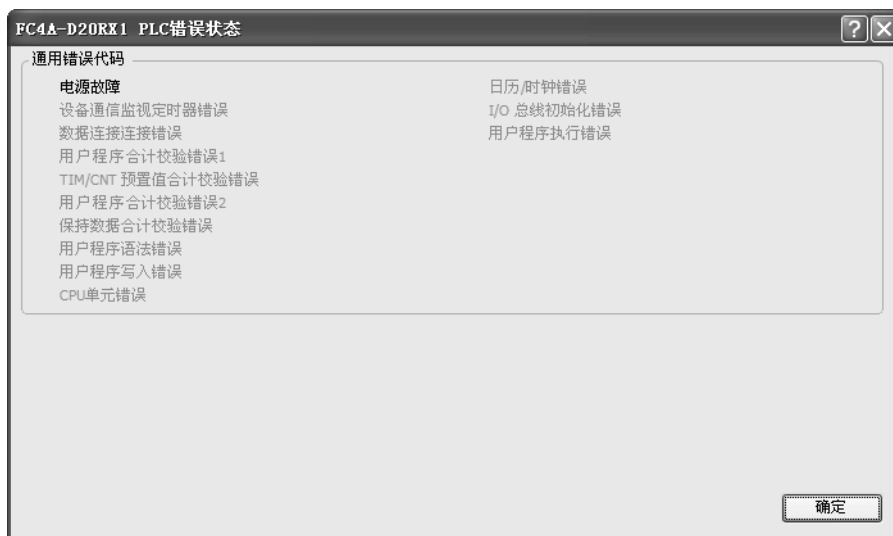 FC4A-D20RX1 PLC错误状态
通用错误代码
电源故障
设备通信监视定时器错误
数据连接连接错误
用户程序合计校验错误1
TIM/CNT 预置值合计校验错误
用户程序合计校验错误2
保持数据合计校验错误
用户程序语法错误
用户程序写入错误
CPU单元错误
日历/时钟错误
I/O 总线初始化错误
用户程序执行错误
确定